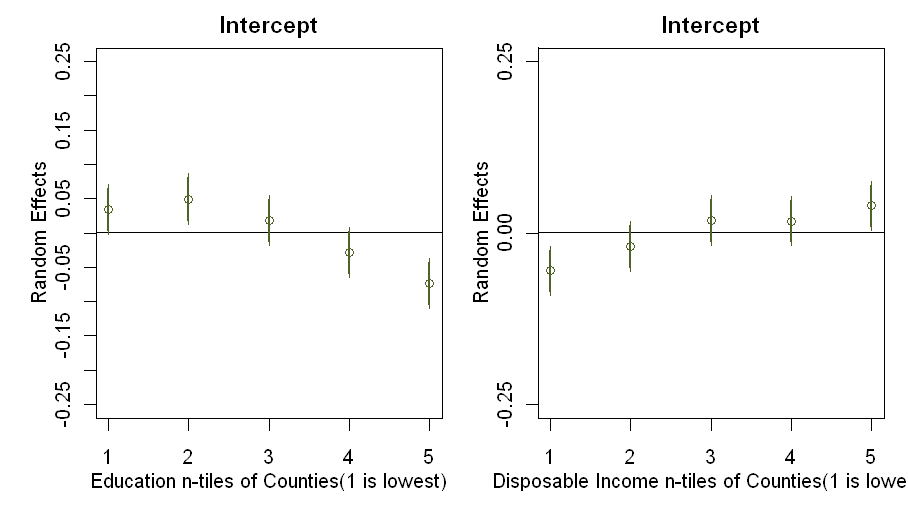 Intercept
Random Effects
0.25
0.15
0.05
-0.05
-0.15
-0.25
1 2 3 4 5
Education n-tiles of Counties(1 is lowest)
Intercept
Random Effects
0.25
0.00
-0.25
1 2 3 4 5
Disposable Income n-tiles of Counties(1 is lowe